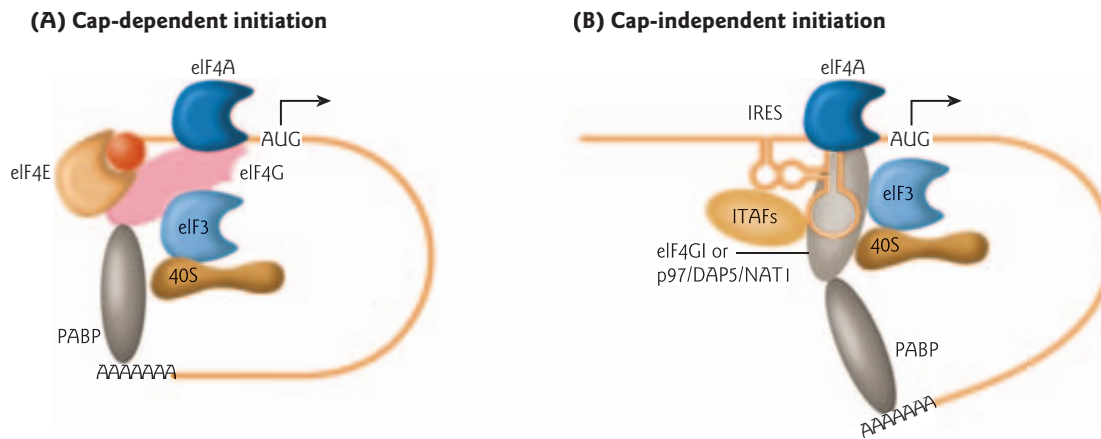 (A) Cap-dependent initiation
eIF4A
AUG
eIF4E
eIF4G
eIF3
40S
PABP
AAAAAAA
(B) Cap-independent initiation
eIF4A
IRES
AUG
eIF3
ITAFs
40S
eIF4GI or
p97/DAP5/NAT1
PABP
AAAAAAA